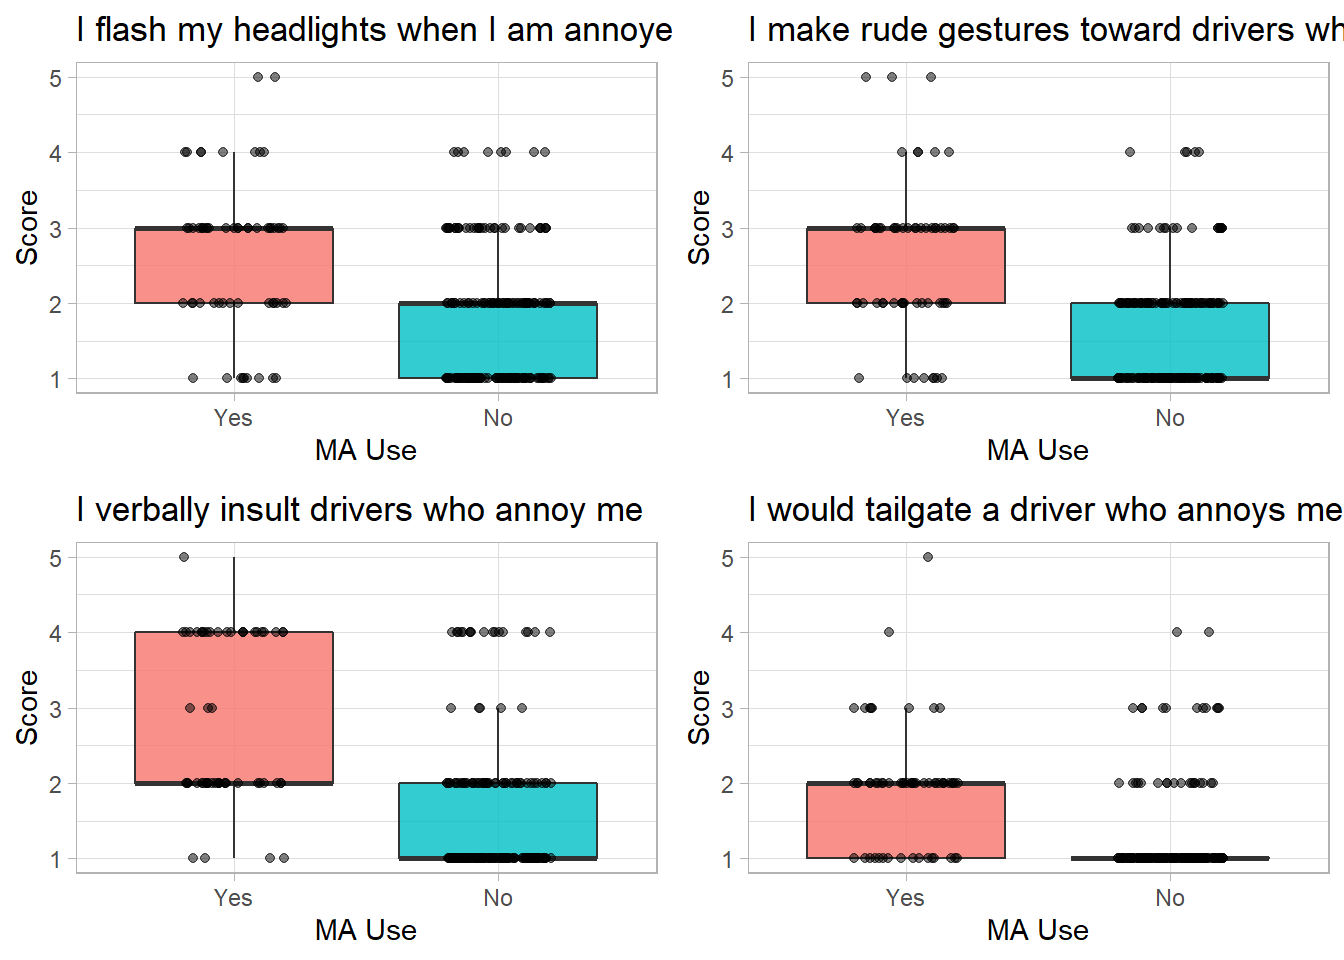 I flash my headlights when I am annoye
5
4
3
2
1
Score
Yes No
MA Use
I make rude gestures toward drivers wh
5
4
3
2
1
Score
Yes No
MA Use
I verbally insult drivers who annoy me
5
4
3
2
1
Score
Yes No
MA Use
I would tailgate a driver who annoys me
5
4
3
2
1
Score
Yes No
MA Use